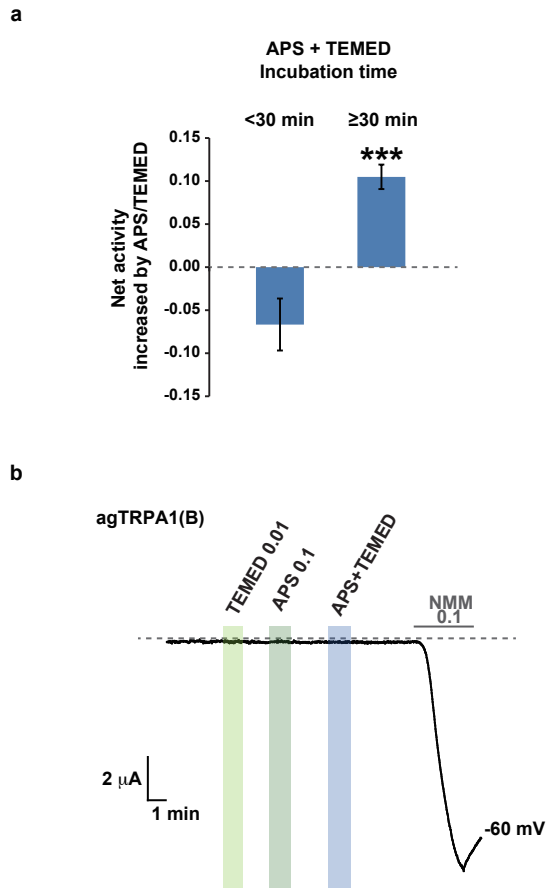 a
APS + TEMED
Incubation time
<30 min ≥30 min
***
Net activity
increased by APS/TEMED
0.15
0.10
0.05
0.00
-0.05
-0.10
-0.15
b
agTRPA1(B)
TEMED 0.01
APS 0.1
APS+TEMED
NMM
0.1
2 μA
1 min
-60 mV